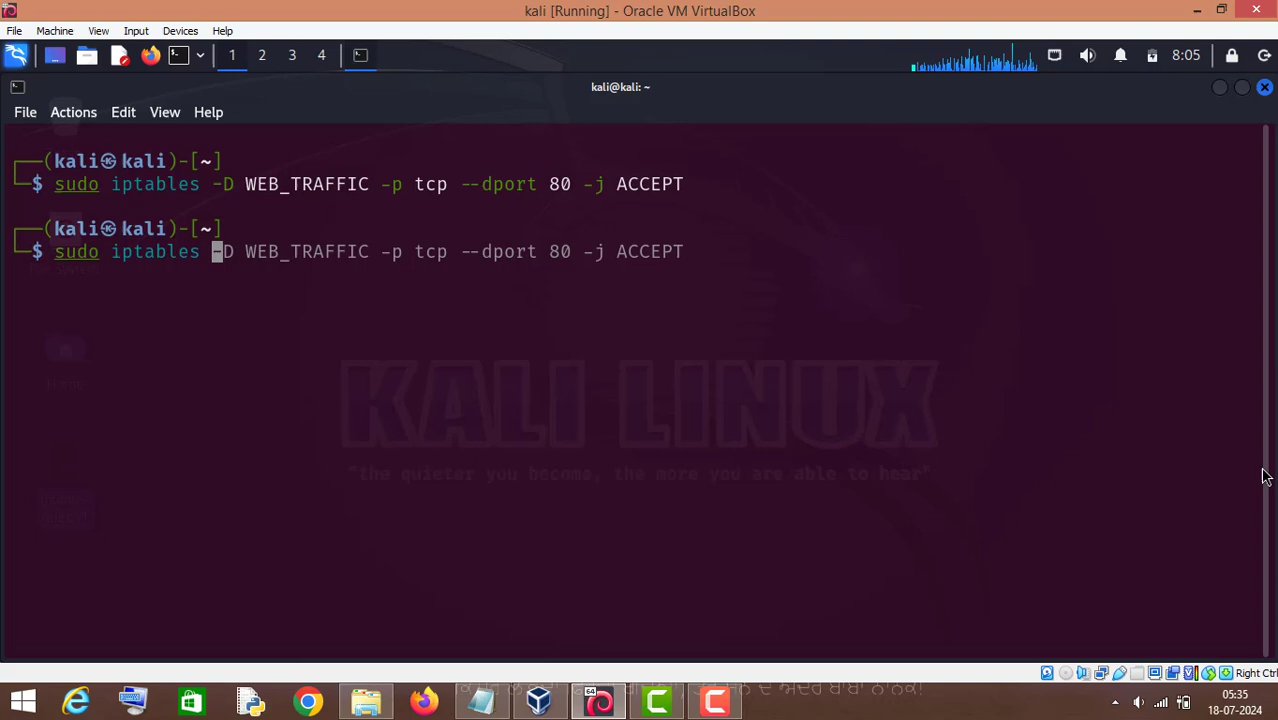 kali [Running] - Oracle VM VirtualBox
File Machine View Input Devices Help
1 2 3 4 8:05
kali@kali: ~
File Actions Edit View Help
┌──(kali㉿kali)-[~]
└─$ sudo iptables -D WEB_TRAFFIC -p tcp --dport 80 -j ACCEPT
┌──(kali㉿kali)-[~]
└─$ sudo iptables -D WEB_TRAFFIC -p tcp --dport 80 -j ACCEPT
Home
KALI LINUX
"the quieter you become, the more you are able to hear"
Right Ctrl
64
05:35
18-07-2024